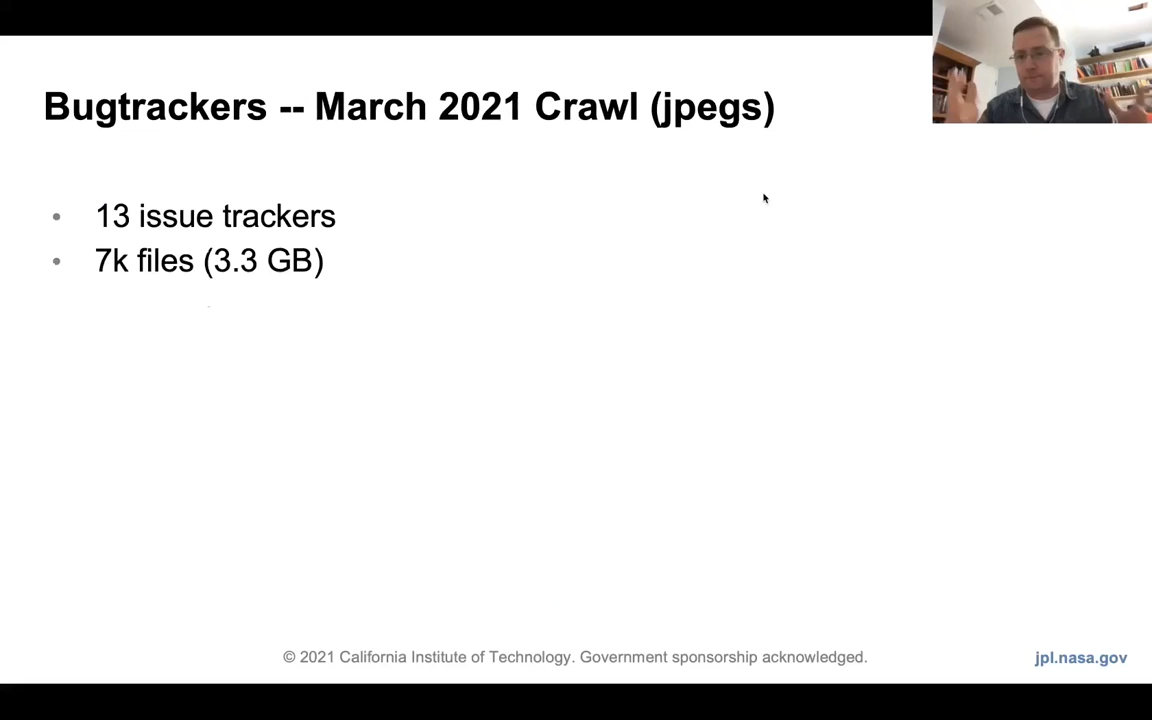 Bugtrackers -- March 2021 Crawl (jpegs)
• 13 issue trackers
• 7k files (3.3 GB)
© 2021 California Institute of Technology. Government sponsorship acknowledged.
jpl.nasa.gov